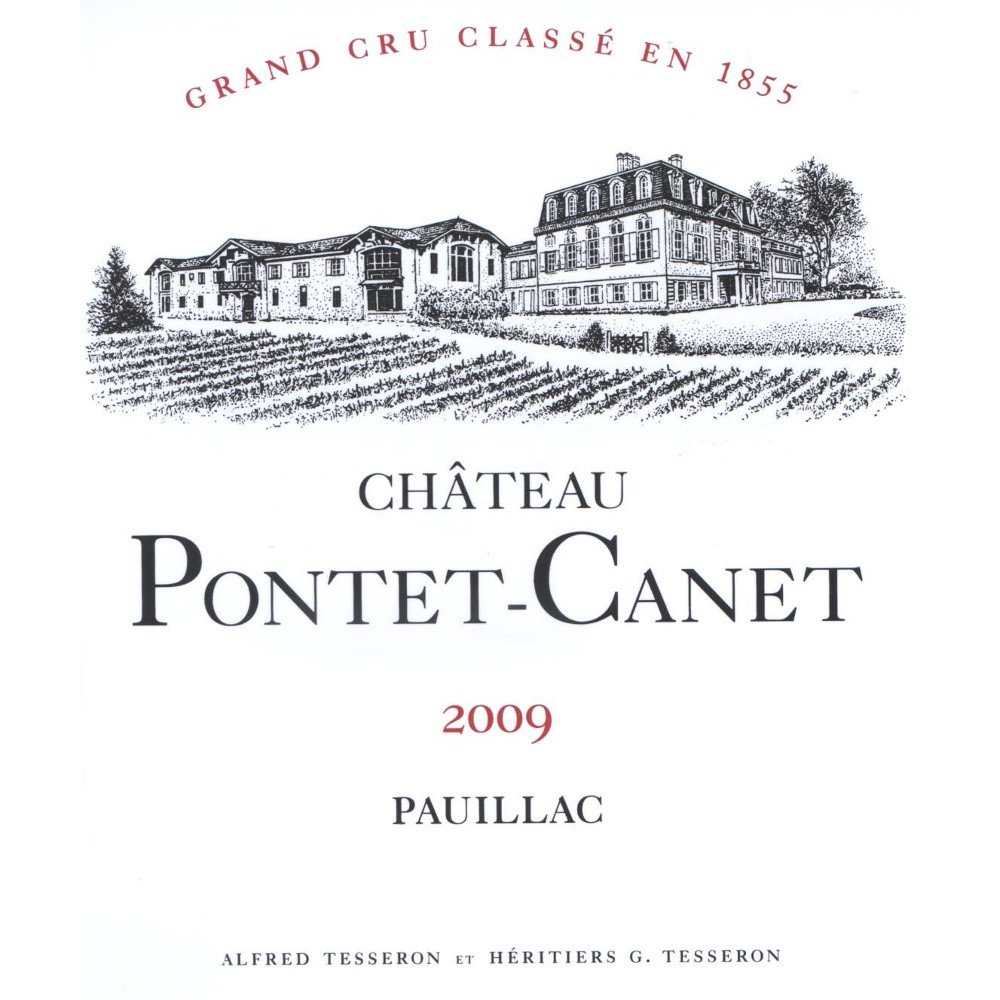 GRAND CRU CLASSÉ EN 1855
CHÂTEAU
PONTET-CANET
2009
PAUILLAC
ALFRED TESSERON ET HÉRITIERS G. TESSERON